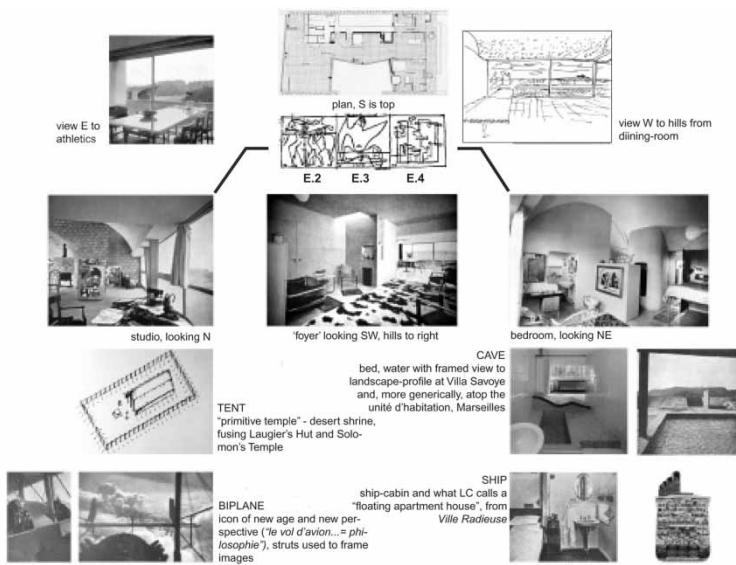 plan, S is top
view E to
athletics
view W to hills from
diining-room
E.2 E.3 E.4
studio, looking N
'foyer' looking SW, hills to right
bedroom, looking NE
TENT
"primitive temple" - desert shrine,
fusing Laugier's Hut and Solo-
mon's Temple
CAVE
bed, water with framed view to
landscape-profile at Villa Savoye
and, more generically, atop the
unité d'habitation, Marseilles
BIPLANE
icon of new age and new per-
spective ("le vol d'avion...= phi-
losophie"), struts used to frame
images
SHIP
ship-cabin and what LC calls a
"floating apartment house", from
Ville Radieuse